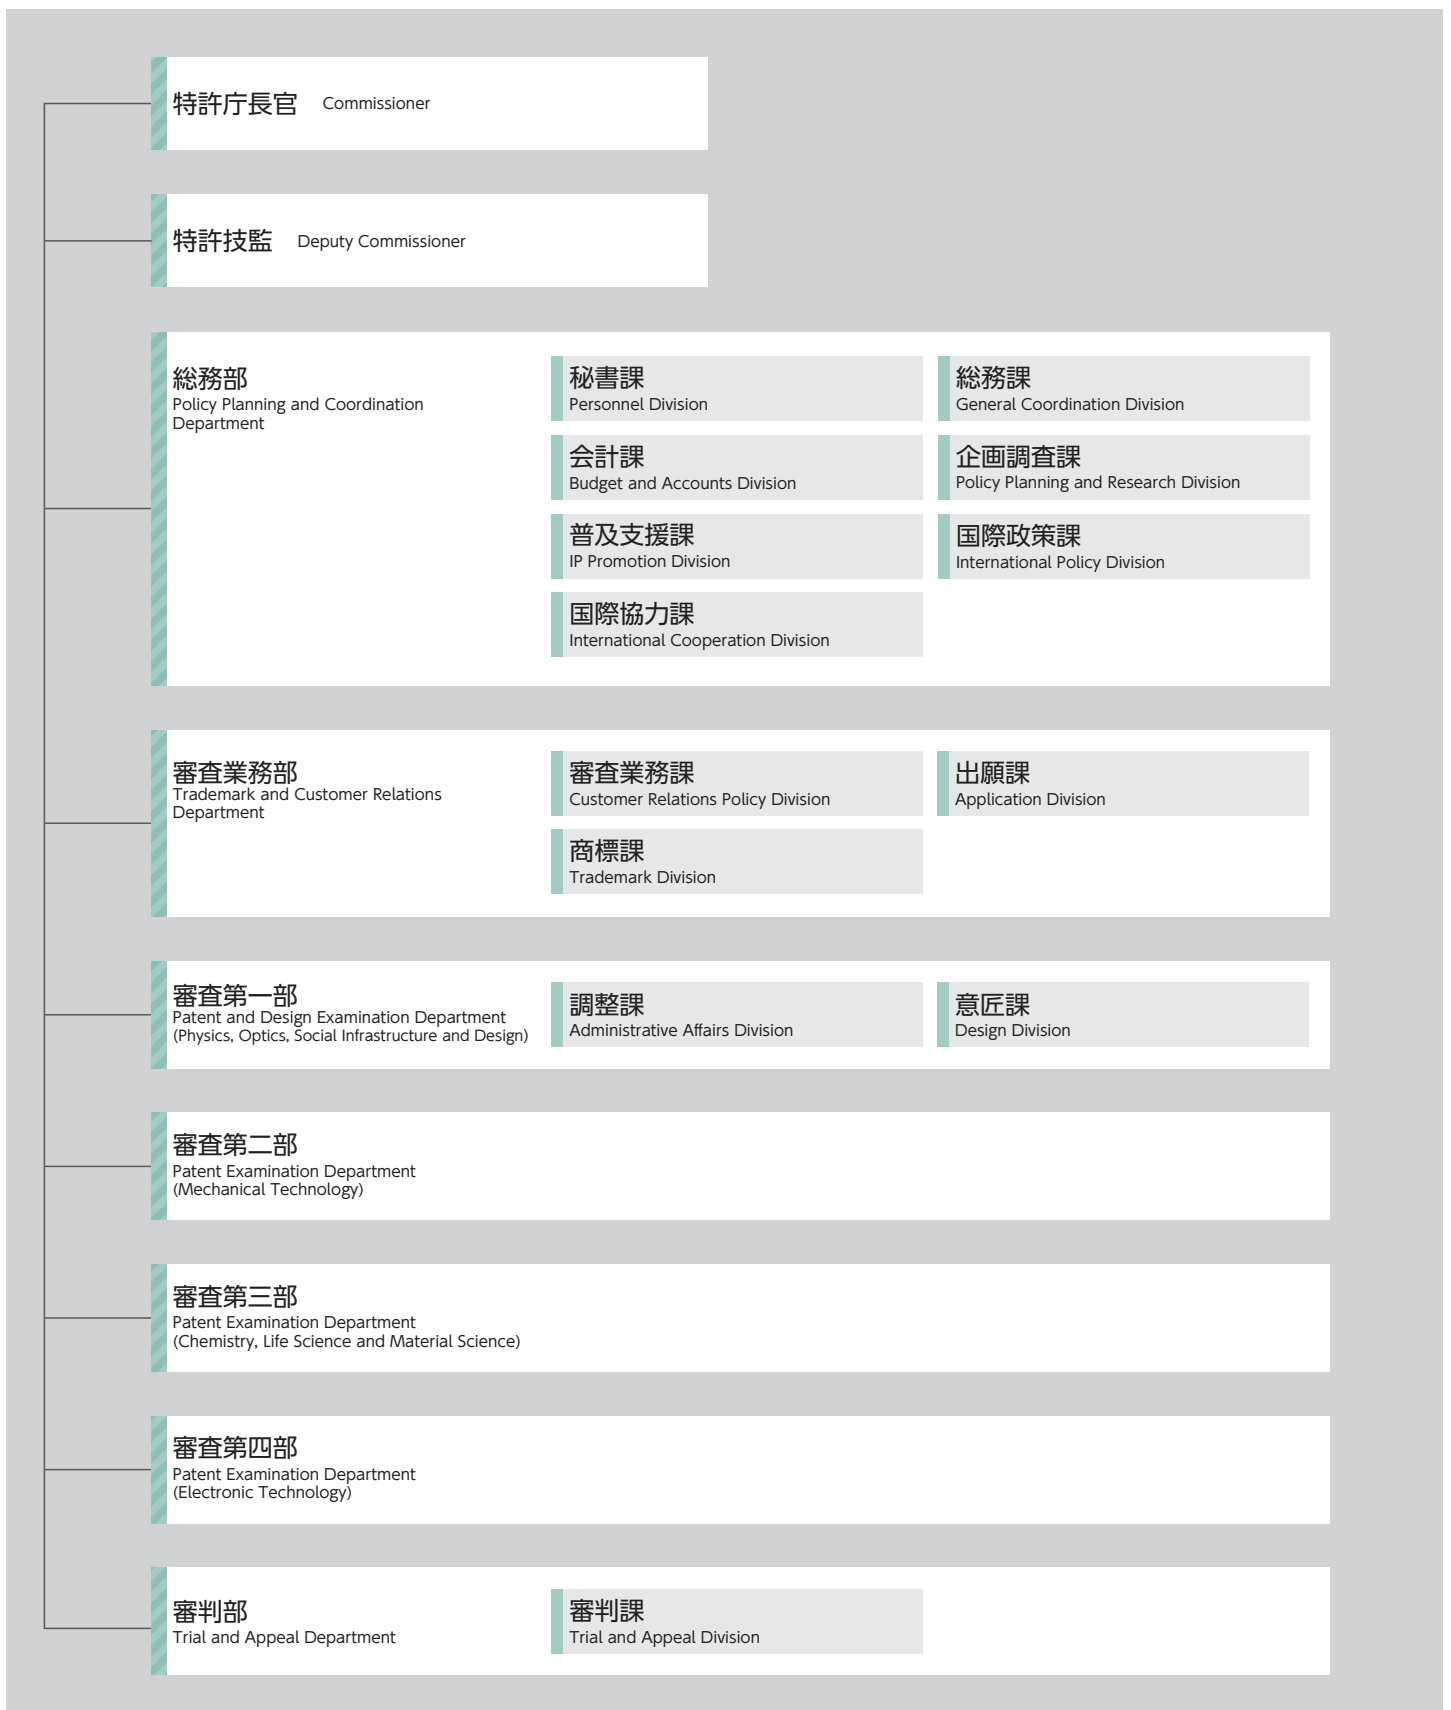 特許庁長官 Commissioner
特許技監 Deputy Commissioner
総務部
Policy Planning and Coordination
Department
秘書課
Personnel Division
総務課
General Coordination Division
会計課
Budget and Accounts Division
企画調査課
Policy Planning and Research Division
普及支援課
IP Promotion Division
国際政策課
International Policy Division
国際協力課
International Cooperation Division
審査業務部
Trademark and Customer Relations
Department
審査業務課
Customer Relations Policy Division
出願課
Application Division
商標課
Trademark Division
審査第一部
Patent and Design Examination Department
(Physics, Optics, Social Infrastructure and Design)
調整課
Administrative Affairs Division
意匠課
Design Division
審査第二部
Patent Examination Department
(Mechanical Technology)
審査第三部
Patent Examination Department
(Chemistry, Life Science and Material Science)
審査第四部
Patent Examination Department
(Electronic Technology)
審判部
Trial and Appeal Department
審判課
Trial and Appeal Division